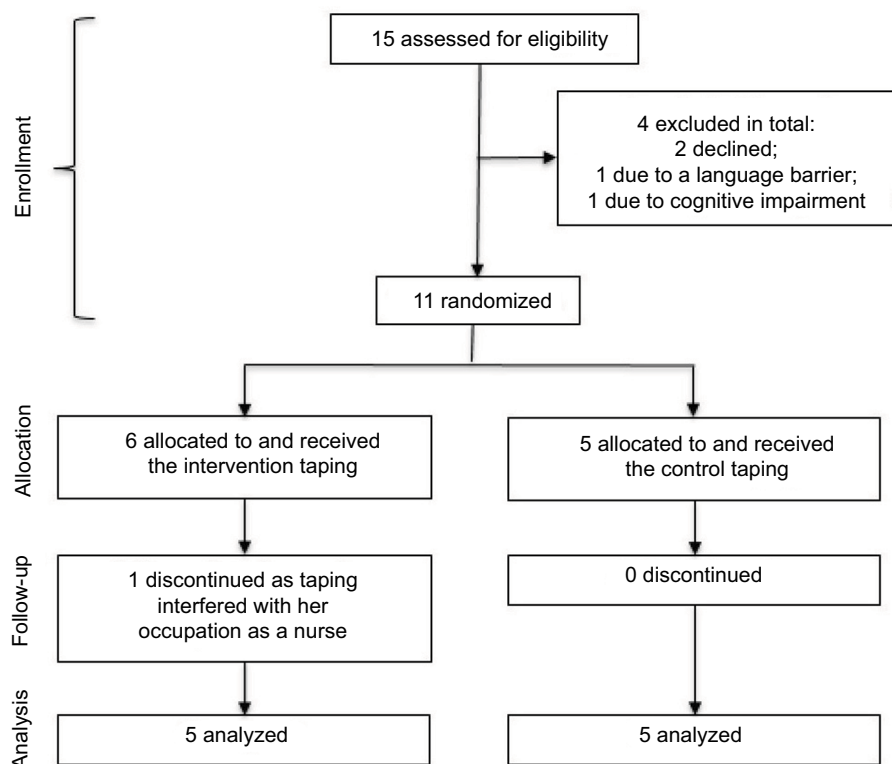 Enrollment
15 assessed for eligibility
4 excluded in total:
2 declined;
1 due to a language barrier;
1 due to cognitive impairment
11 randomized
Allocation
6 allocated to and received
the intervention taping
5 allocated to and received
the control taping
Follow-up
1 discontinued as taping
interfered with her
occupation as a nurse
0 discontinued
Analysis
5 analyzed
5 analyzed